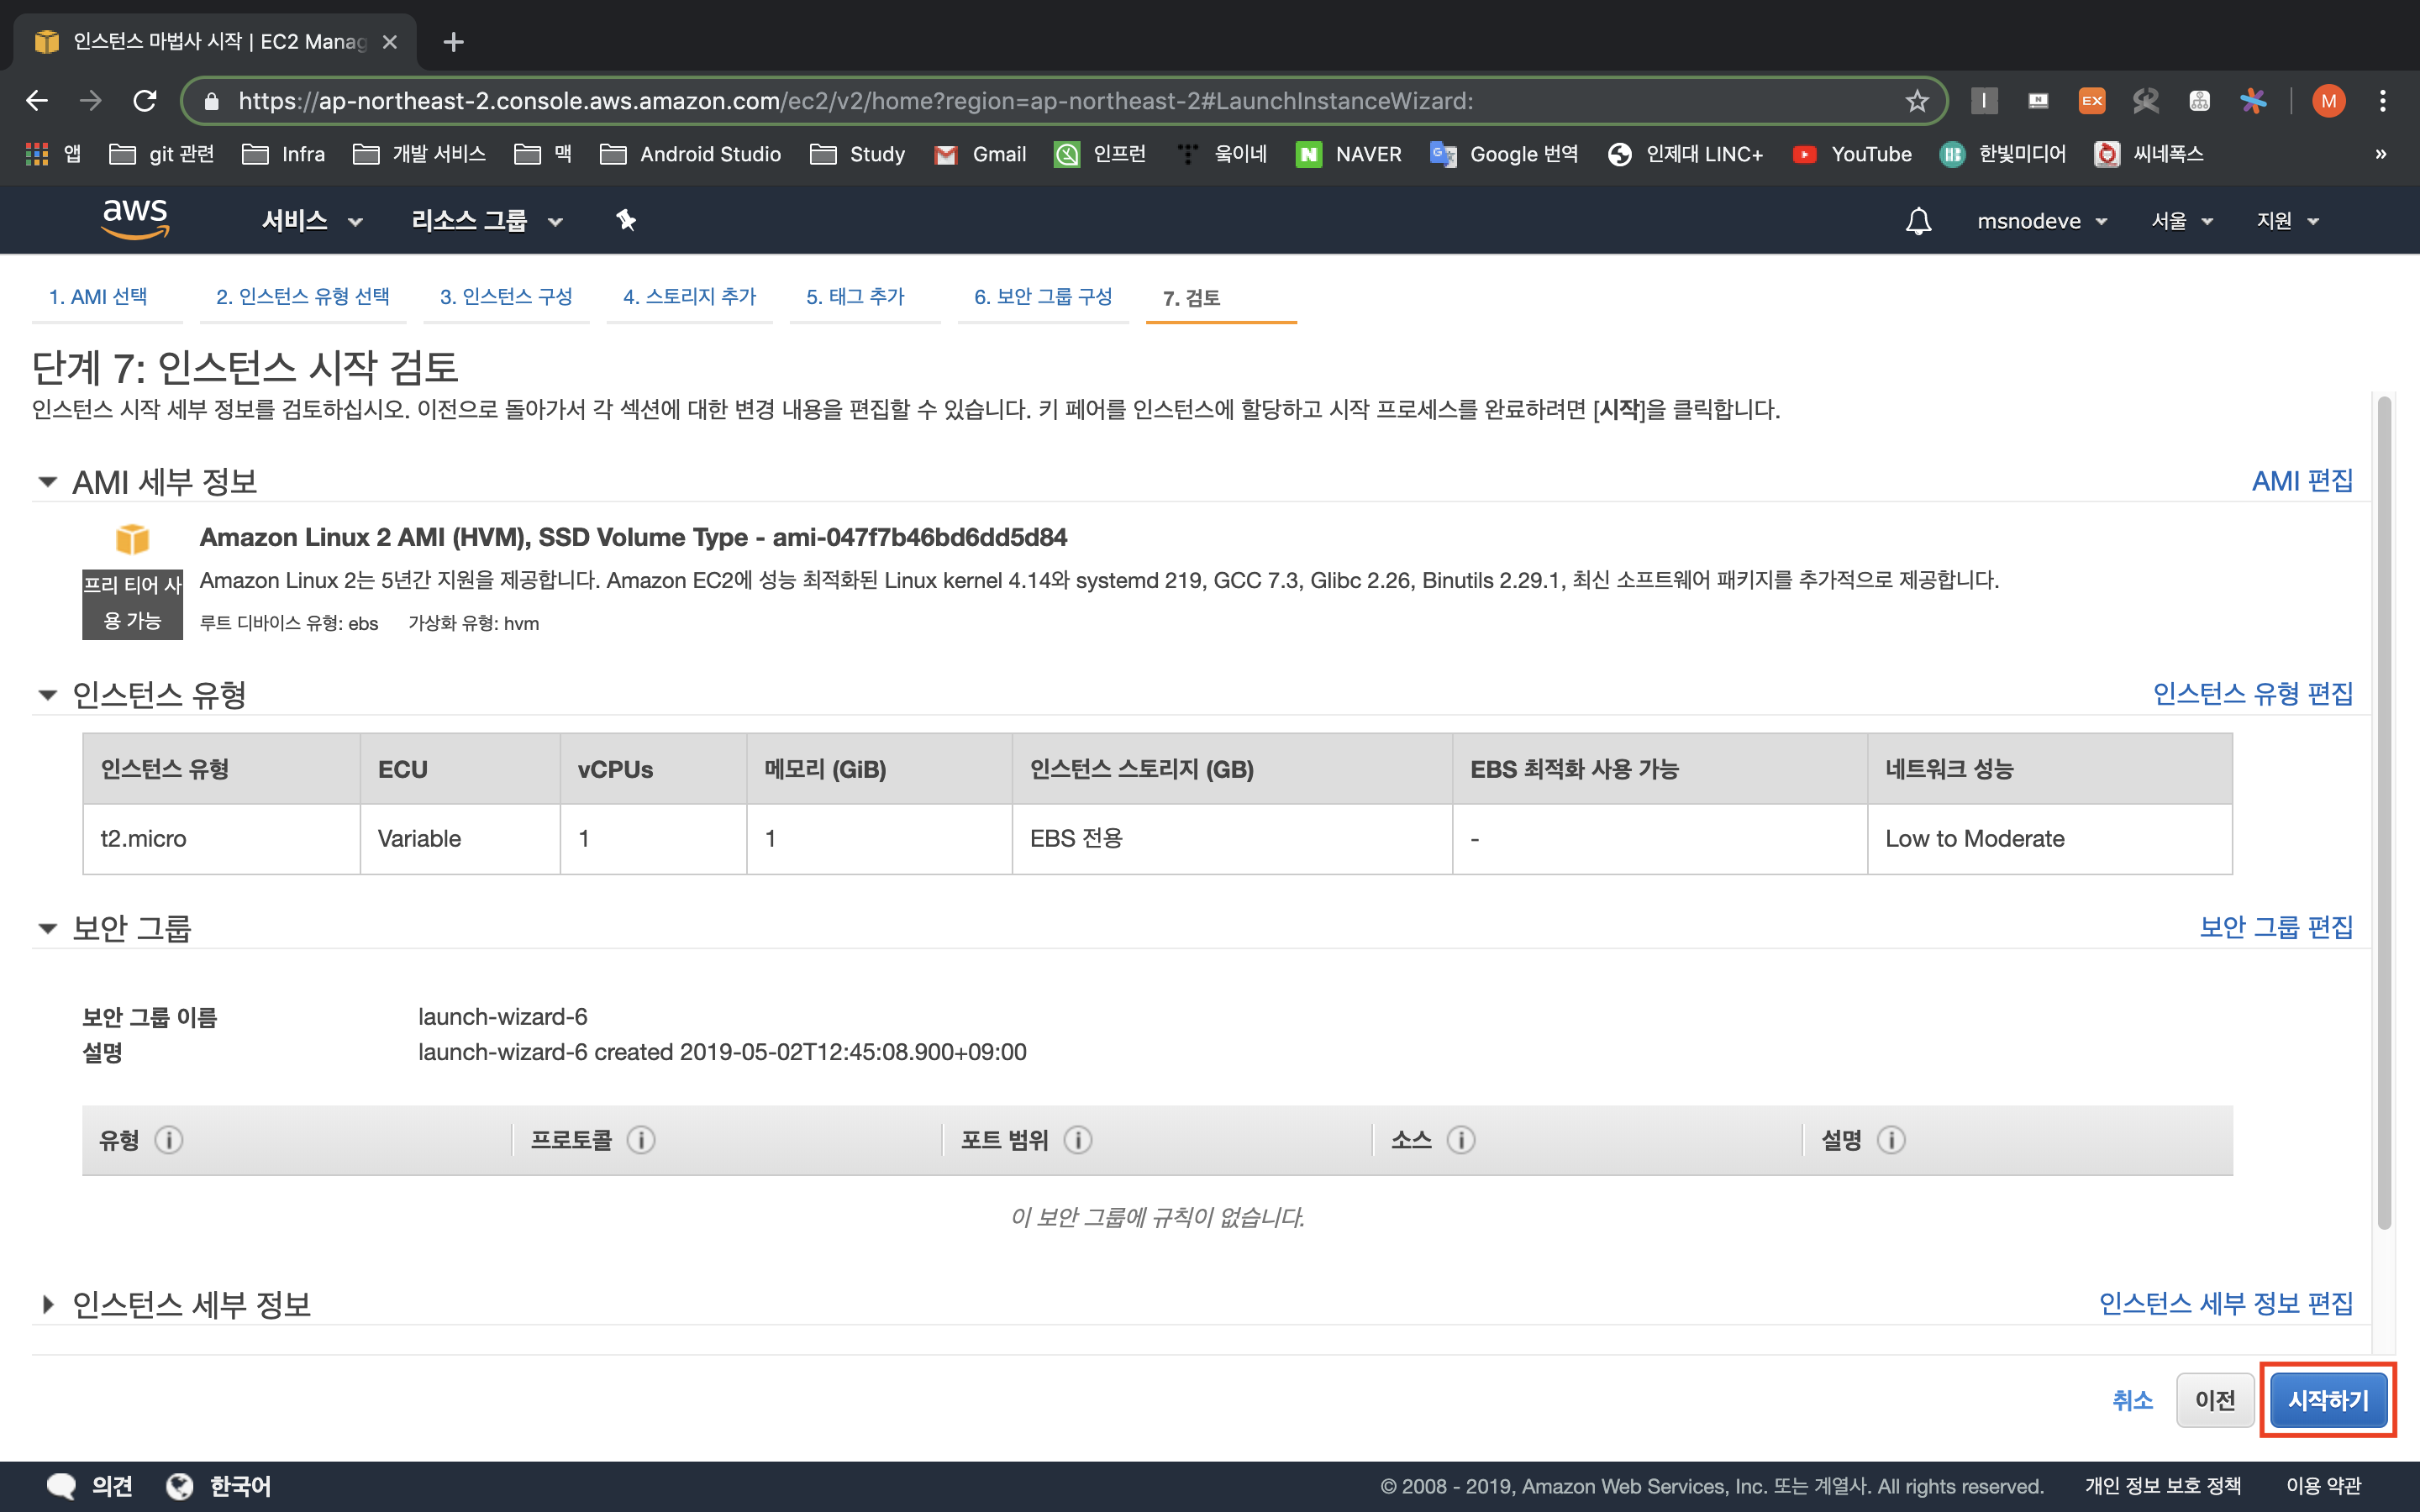 인스턴스 마법사 시작 | EC2 Manag
https://ap-northeast-2.console.aws.amazon.com/ec2/v2/home?region=ap-northeast-2#LaunchInstanceWizard:
N EX M
앱 git 관련 Infra 개발 서비스 맥 Android Studio Study Gmail 인프런 욱이네 NAVER Google 번역 인제대 LINC+ YouTube 한빛미디어 씨네폭스 »
aws 서비스 리소스 그룹 msnodeve 서울 지원
1. AMI 선택 2. 인스턴스 유형 선택 3. 인스턴스 구성 4. 스토리지 추가 5. 태그 추가 6. 보안 그룹 구성 7. 검토
단계 7: 인스턴스 시작 검토
인스턴스 시작 세부 정보를 검토하십시오. 이전으로 돌아가서 각 섹션에 대한 변경 내용을 편집할 수 있습니다. 키 페어를 인스턴스에 할당하고 시작 프로세스를 완료하려면 [시작]을 클릭합니다.
AMI 세부 정보 AMI 편집
Amazon Linux 2 AMI (HVM), SSD Volume Type - ami-047f7b46bd6dd5d84
프리 티어 사
용 가능
Amazon Linux 2는 5년간 지원을 제공합니다. Amazon EC2에 성능 최적화된 Linux kernel 4.14와 systemd 219, GCC 7.3, Glibc 2.26, Binutils 2.29.1, 최신 소프트웨어 패키지를 추가적으로 제공합니다.
루트 디바이스 유형: ebs 가상화 유형: hvm
인스턴스 유형 인스턴스 유형 편집
인스턴스 유형 ECU vCPUs 메모리 (GiB) 인스턴스 스토리지 (GB) EBS 최적화 사용 가능 네트워크 성능
t2.micro Variable 1 1 EBS 전용 - Low to Moderate
보안 그룹 보안 그룹 편집
보안 그룹 이름 launch-wizard-6
설명 launch-wizard-6 created 2019-05-02T12:45:08.900+09:00
유형 i 프로토콜 i 포트 범위 i 소스 i 설명 i
이 보안 그룹에 규칙이 없습니다.
인스턴스 세부 정보 인스턴스 세부 정보 편집
취소 이전 시작하기
의견 한국어 © 2008 - 2019, Amazon Web Services, Inc. 또는 계열사. All rights reserved. 개인 정보 보호 정책 이용 약관